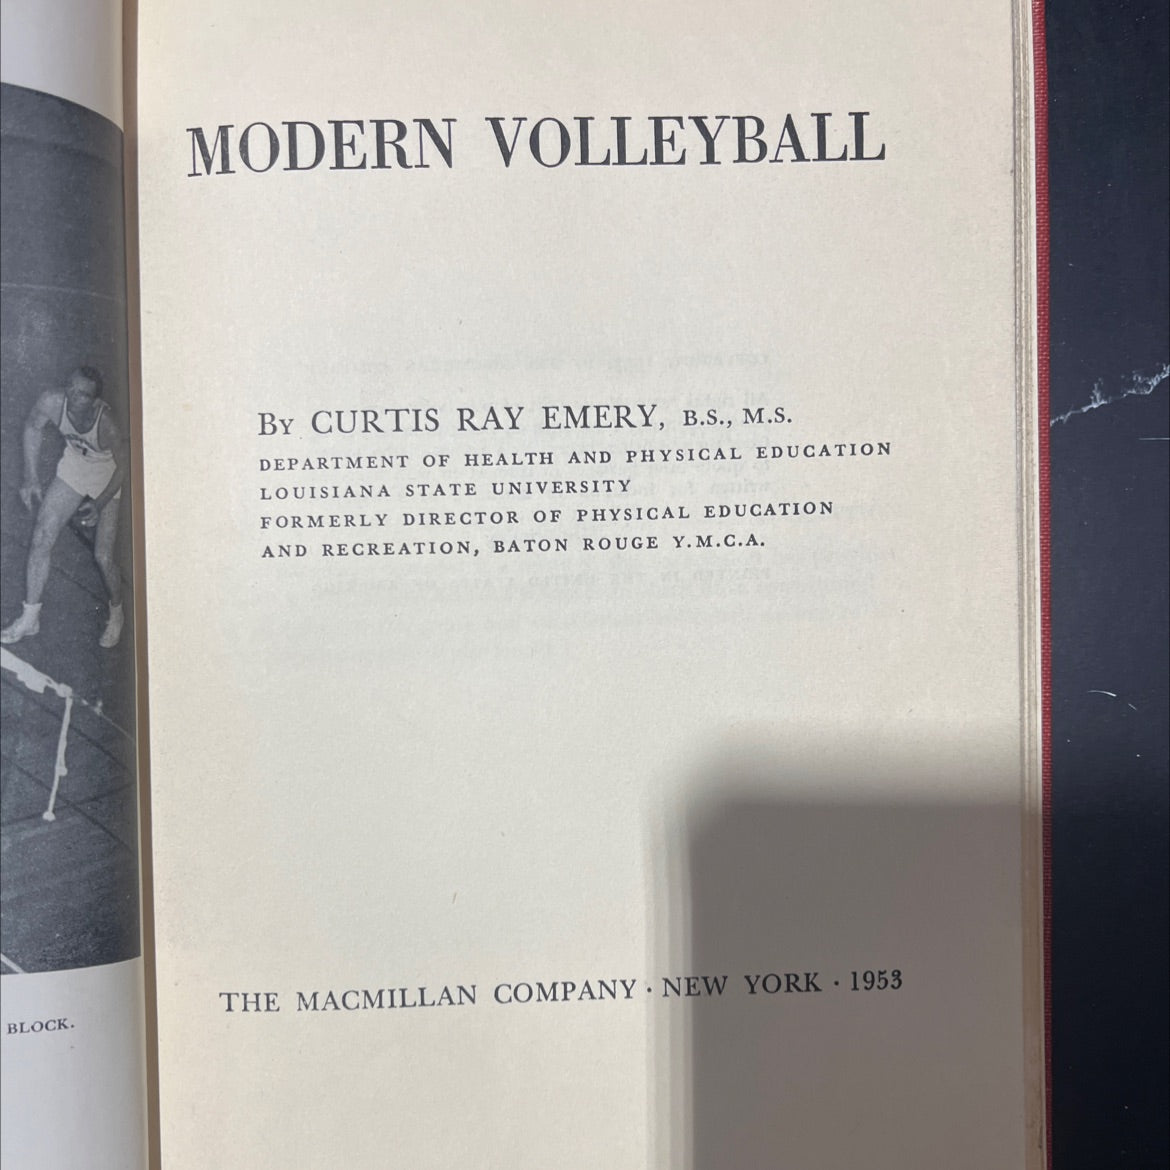 MODERN VOLLEYBALL
By CURTIS RAY EMERY, B.S., M.S.
DEPARTMENT OF HEALTH AND PHYSICAL EDUCATION
LOUISIANA STATE UNIVERSITY
FORMERLY DIRECTOR OF PHYSICAL EDUCATION
AND RECREATION, BATON ROUGE Y.M.C.A.
THE MACMILLAN COMPANY · NEW YORK · 1953
BLOCK.